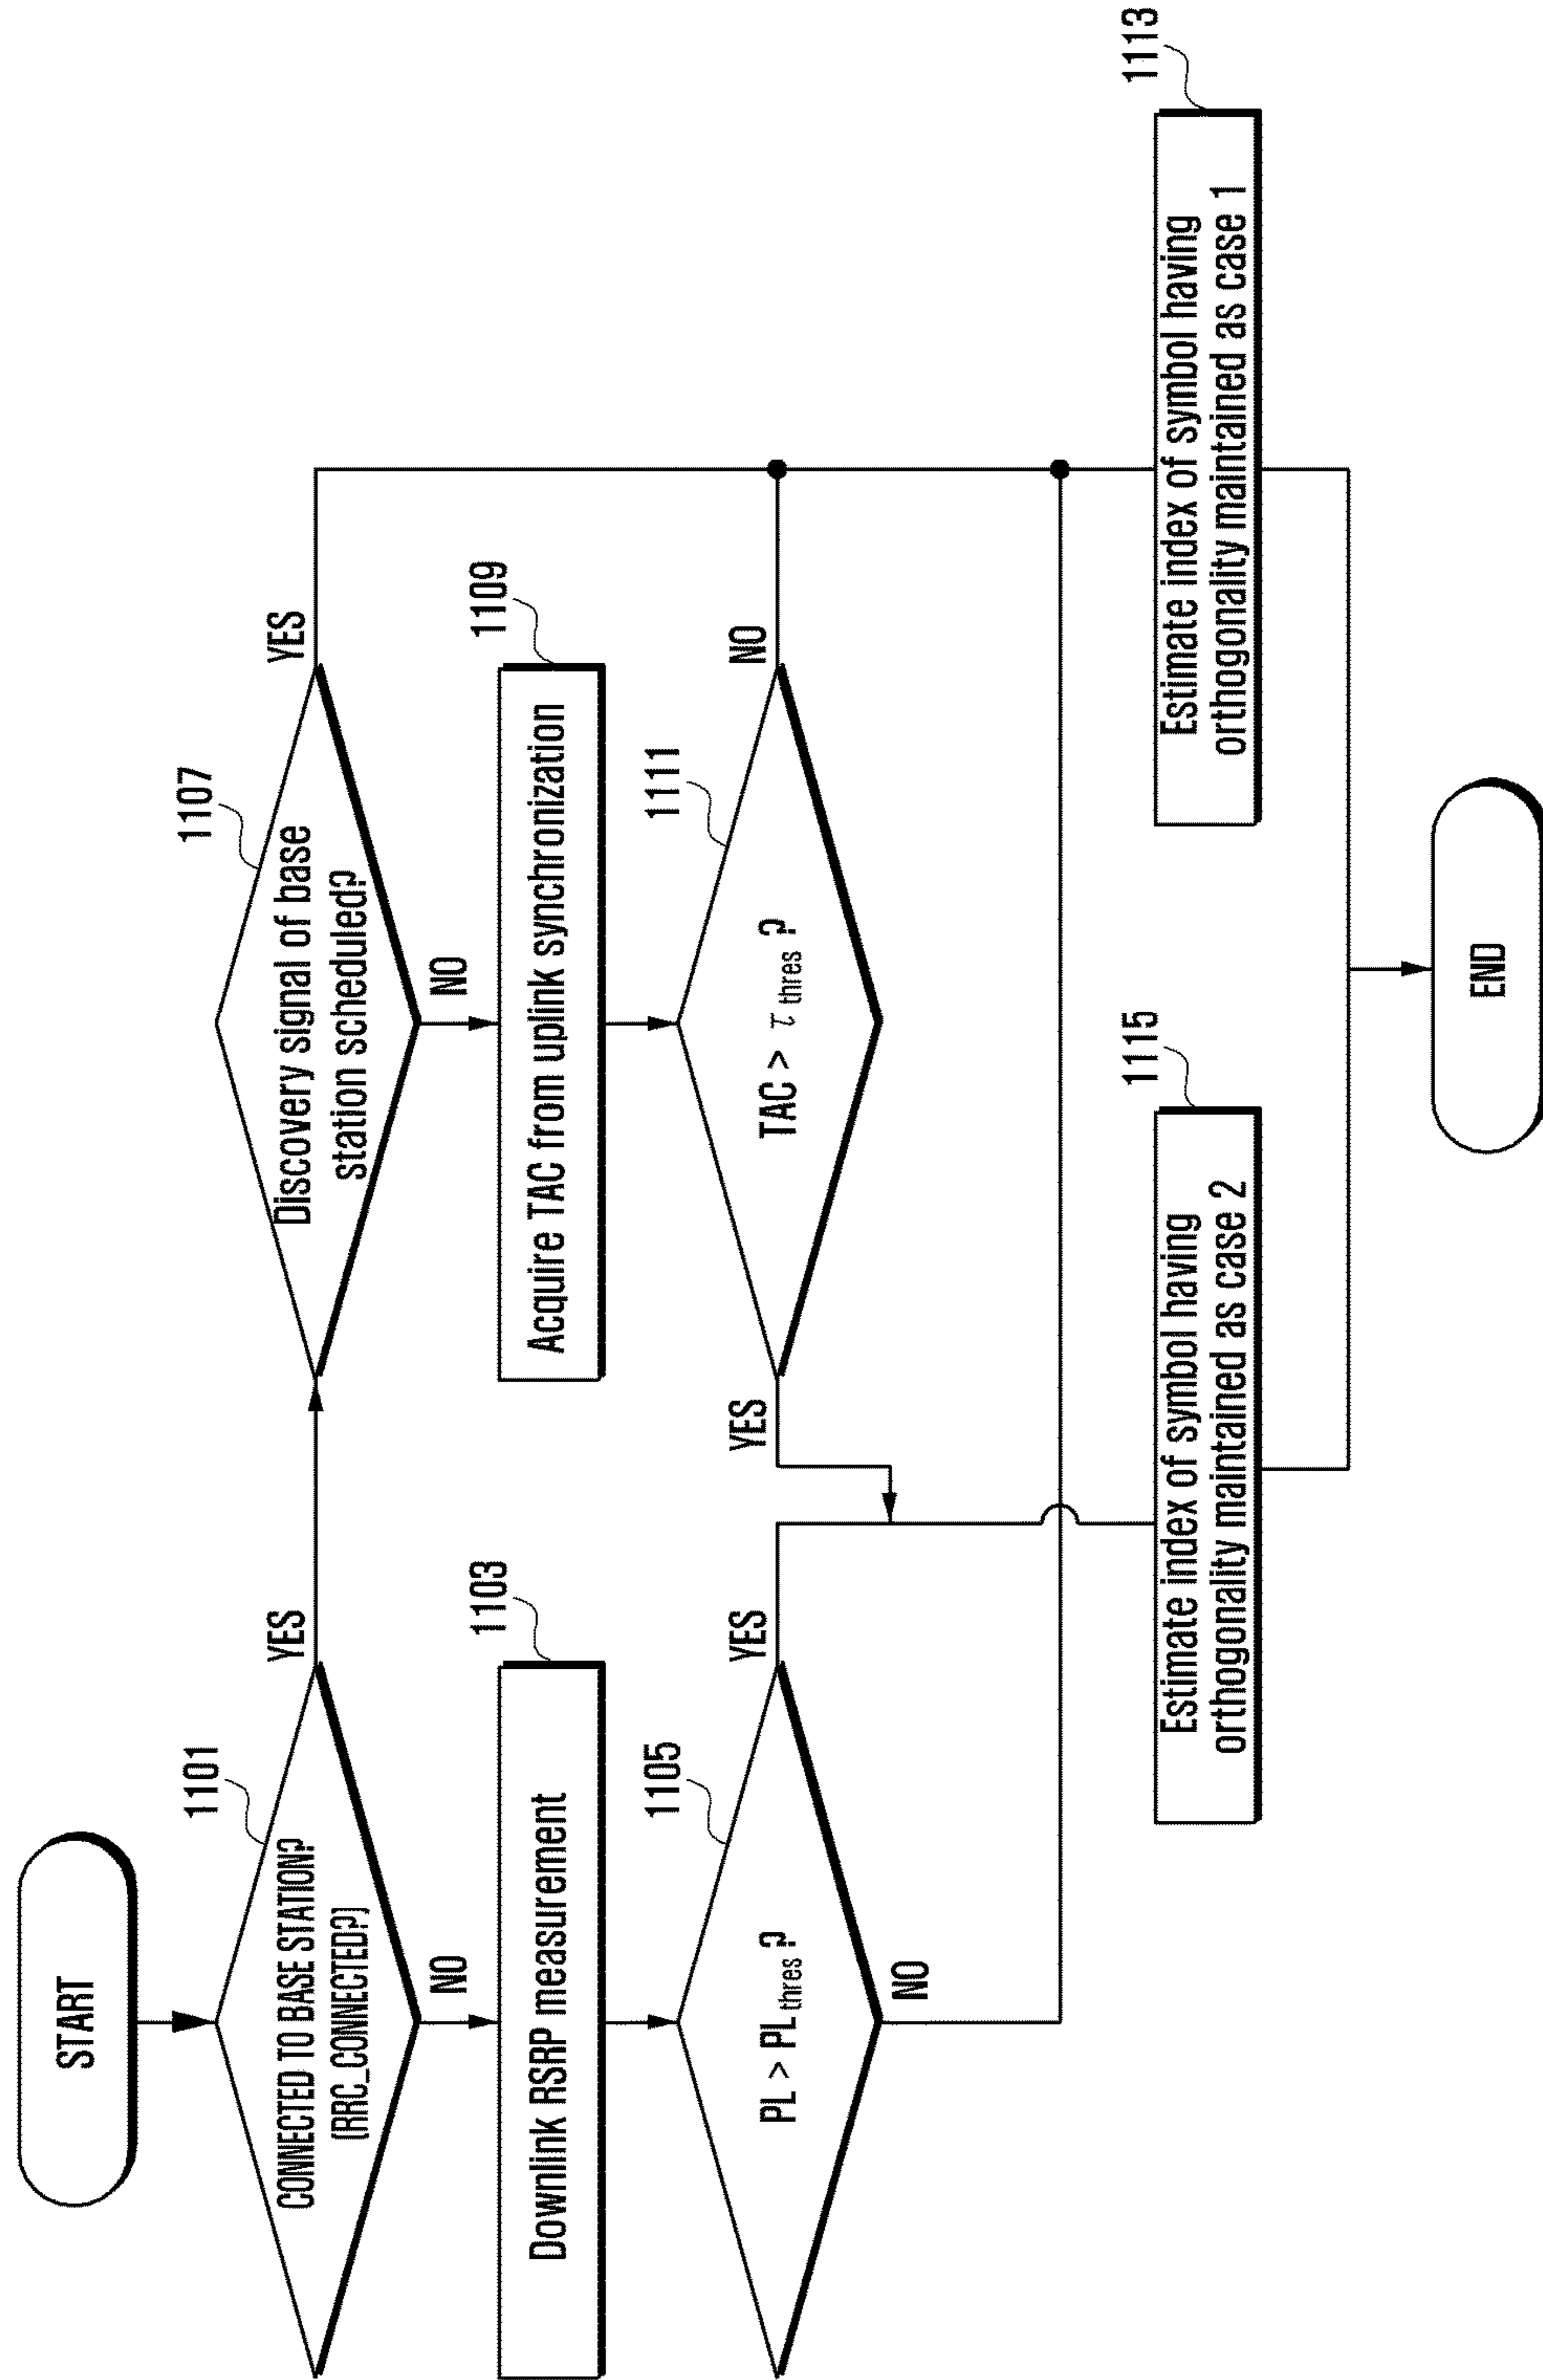 START
1101
CONNECTED TO BASE STATION?
(RRC_CONNECTED?)
YES
NO
1107
Discovery signal of base
station scheduled?
YES
NO
1103
Downlink RSRP measurement
1109
Acquire TAC from uplink synchronization
1105
PL > PLthres ?
YES
NO
1111
TAC > τ thres ?
YES
NO
1115
Estimate index of symbol having
orthogonality maintained as case 2
1113
Estimate index of symbol having
orthogonality maintained as case 1
END